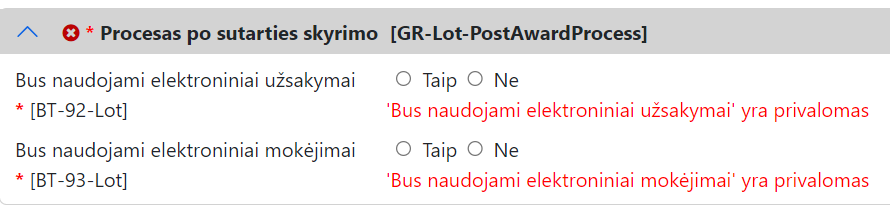 * Procesas po sutarties skyrimo [GR-Lot-PostAwardProcess]
Bus naudojami elektroniniai užsakymai Taip Ne
* [BT-92-Lot] 'Bus naudojami elektroniniai užsakymai' yra privalomas
Bus naudojami elektroniniai mokėjimai Taip Ne
* [BT-93-Lot] 'Bus naudojami elektroniniai mokėjimai' yra privalomas